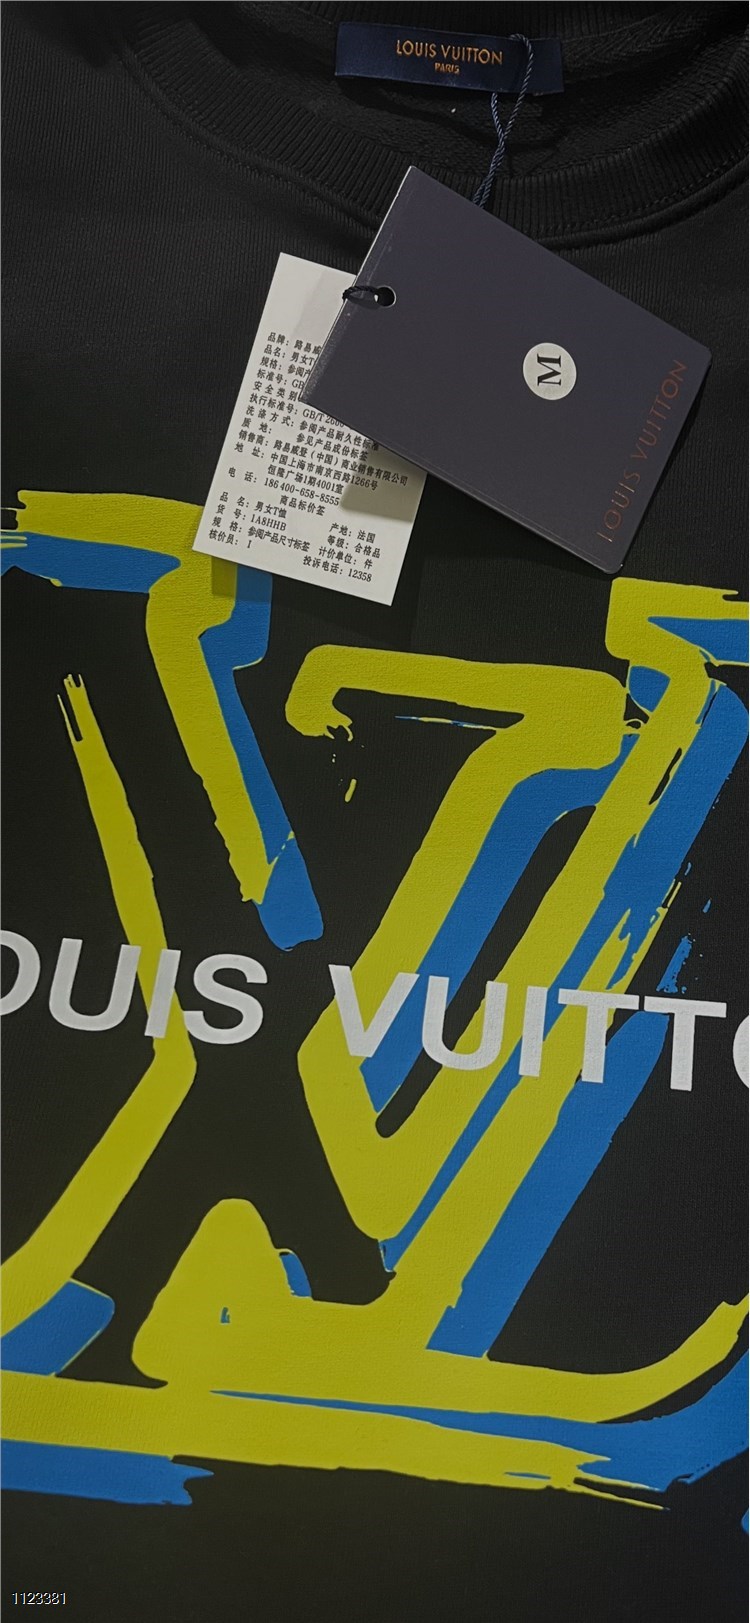 LOUIS VUITTON
PARIS
M
LOUIS VUITTON
品牌: 路易威
品名: 男女T
规格: 参阅产
标准号: GB
安全类别
执行标准号: GB/T2660
洗涤方式: 参阅产品耐久性标
质地: 参见产品成份标签
销售商: 路易威登 (中国) 商业销售有限公司
地址: 中国上海市南京西路1266号
恒隆广场1期4001室
电话: 186 400-658-8555
商品标价签
品名: 男女T恤 产地: 法国
货号: 1A8HHB 等级: 合格品
规格: 参阅产品尺寸标签 计价单位: 件
核价员: 1 投诉电话: 12358
OUIS VUITTO
1123381